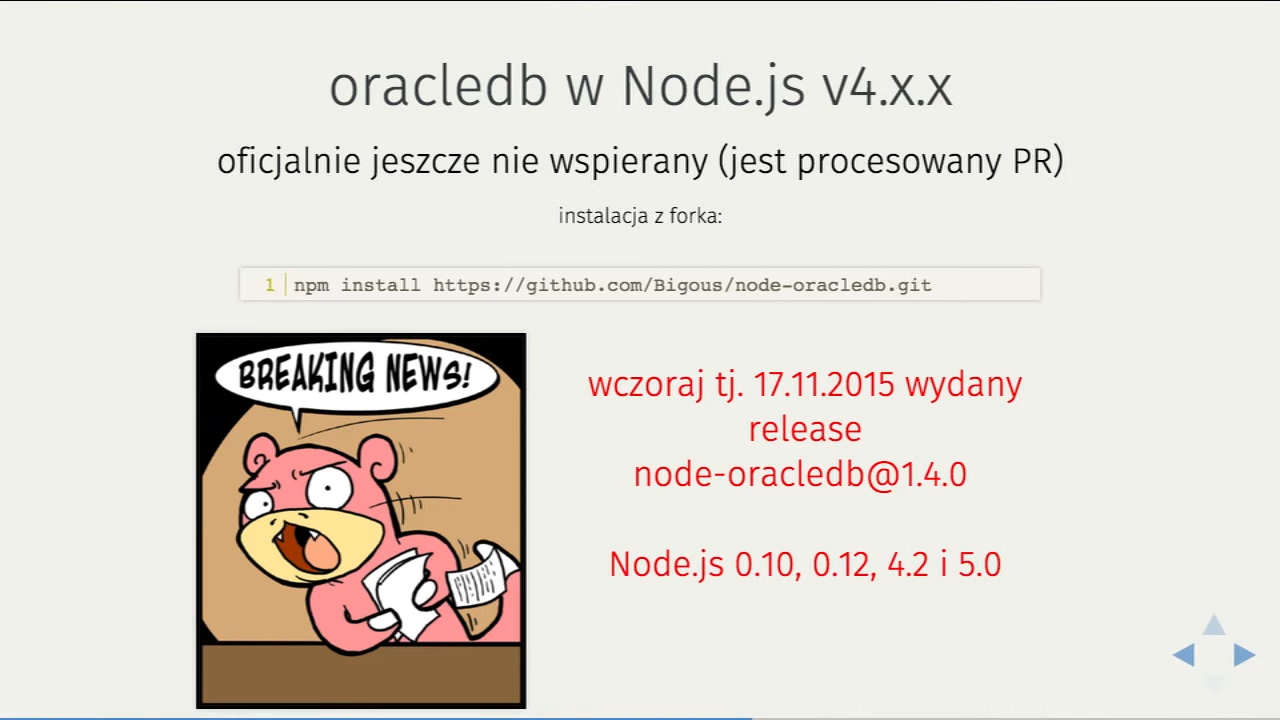 oracledb w Node.js v4.x.x
oficjalnie jeszcze nie wspierany (jest procesowany PR)
instalacja z forka:
1 npm install https://github.com/Bigous/node-oracledb.git
BREAKING NEWS!
wczoraj tj. 17.11.2015 wydany
release
node-oracledb@1.4.0
Node.js 0.10, 0.12, 4.2 i 5.0